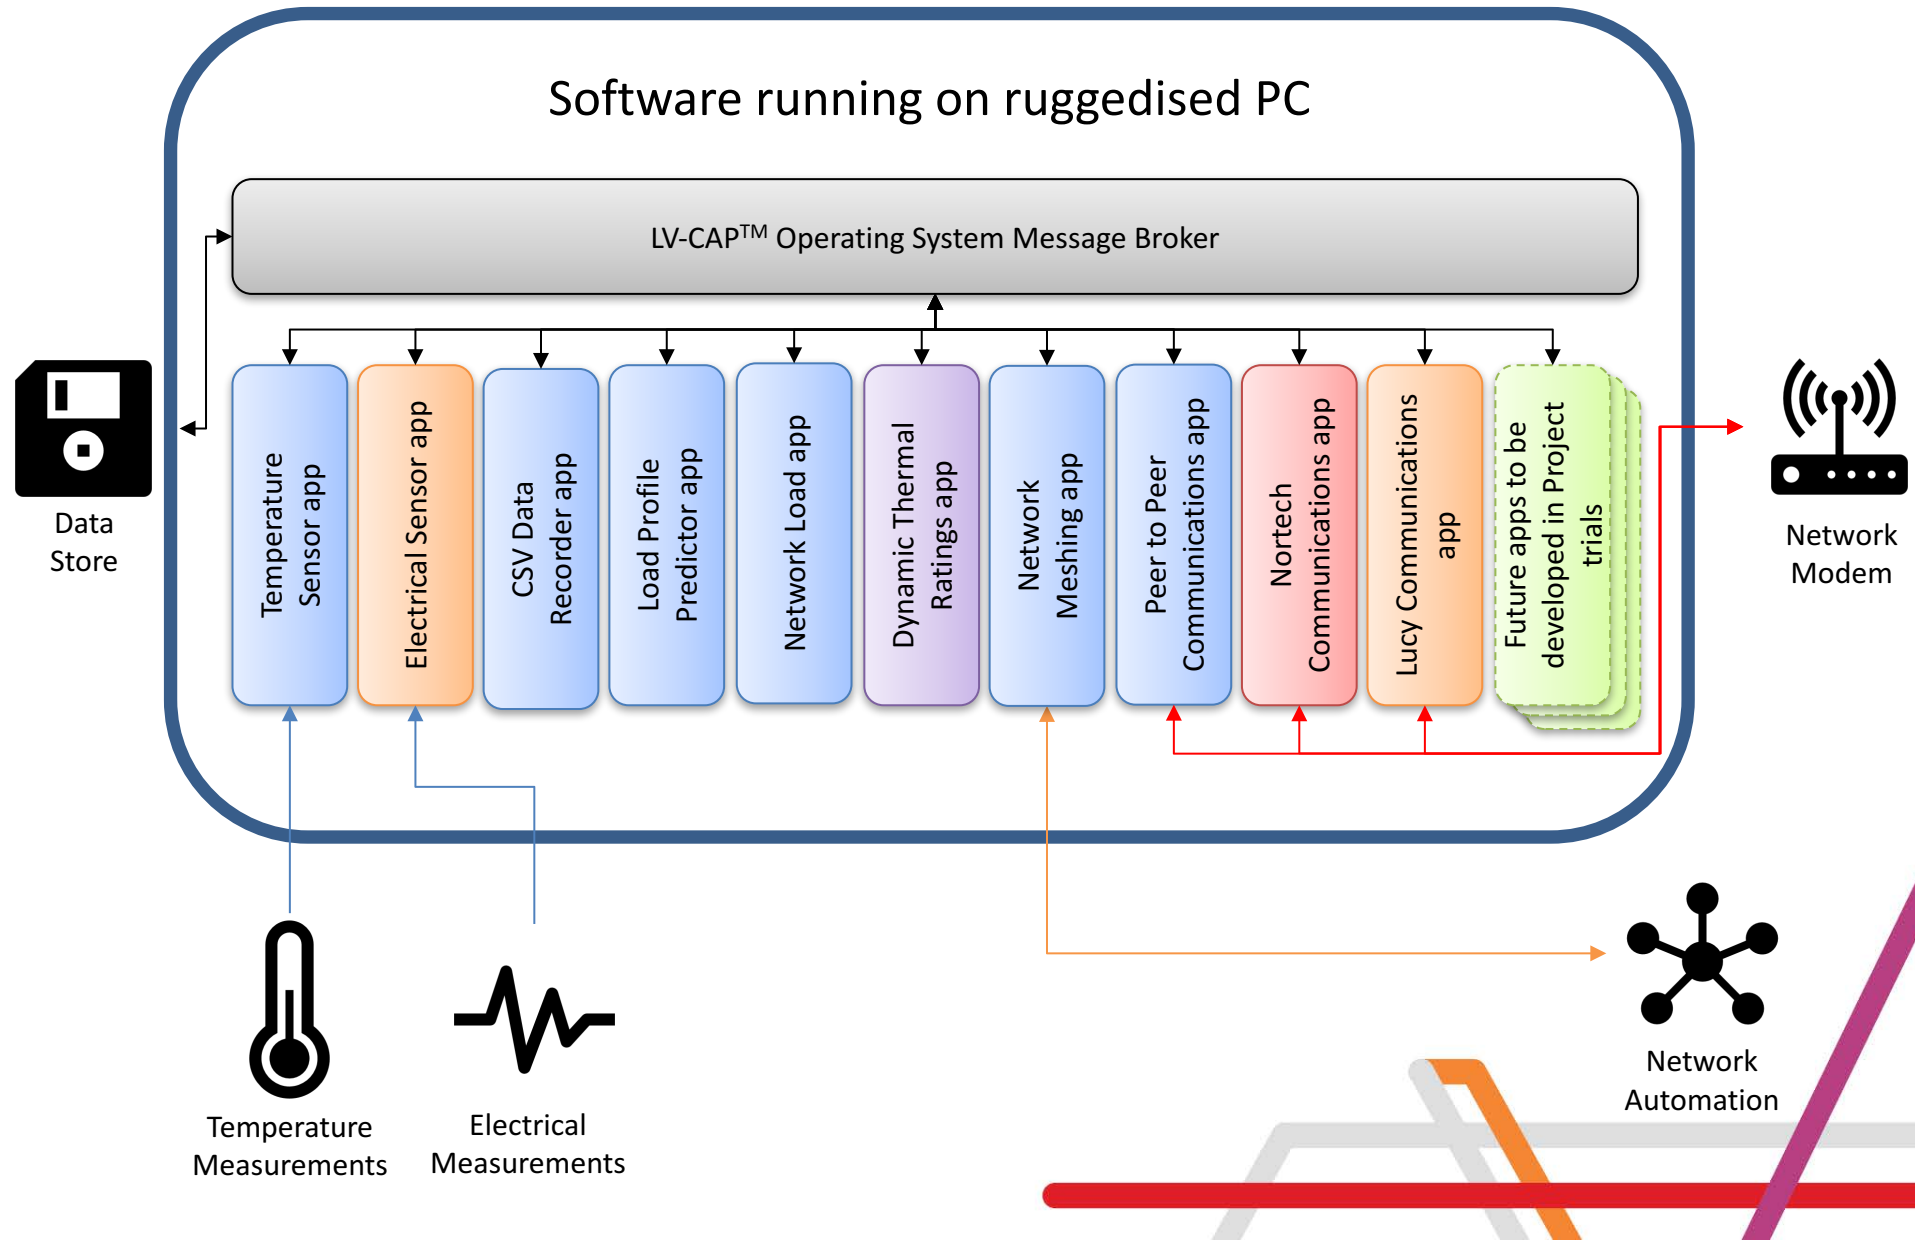 Software running on ruggedised PC
LV-CAP™ Operating System Message Broker
Temperature
Sensor app
Electrical Sensor app
CSV Data
Recorder app
Load Profile
Predictor app
Network Load app
Dynamic Thermal
Ratings app
Network
Meshing app
Peer to Peer
Communications app
Nortech
Communications app
Lucy Communications
app
Future apps to be
developed in Project
trials
Data
Store
Network
Modem
Temperature
Measurements
Electrical
Measurements
Network
Automation